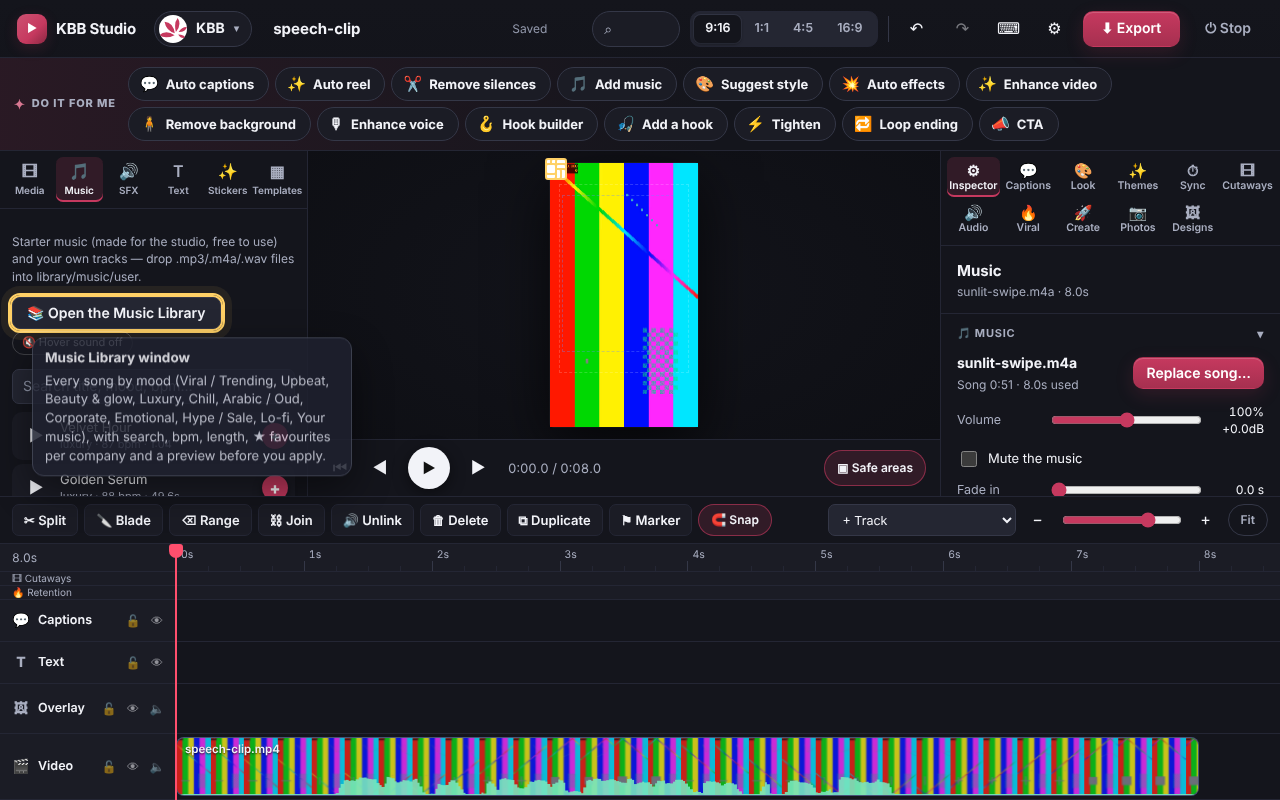 KBB Studio
KBB
speech-clip
Saved
9:16
1:1
4:5
16:9
Export
Stop
DO IT FOR ME
Auto captions
Auto reel
Remove silences
Add music
Suggest style
Auto effects
Enhance video
Remove background
Enhance voice
Hook builder
Add a hook
Tighten
Loop ending
CTA
Media
Music
SFX
Text
Stickers
Templates
Starter music (made for the studio, free to use)
and your own tracks — drop .mp3/.m4a/.wav files
into library/music/user.
Open the Music Library
Hover sound off
Music Library window
Every song by mood (Viral / Trending, Upbeat,
Beauty & glow, Luxury, Chill, Arabic / Oud,
Corporate, Emotional, Hype / Sale, Lo-fi, Your
music), with search, bpm, length, ★ favourites
per company and a preview before you apply.
Velvet Hour
Golden Serum
luxury · 88 bpm · 49.6s
0:00.0 / 0:08.0
Safe areas
Inspector
Captions
Look
Themes
Sync
Cutaways
Audio
Viral
Create
Photos
Designs
Music
sunlit-swipe.m4a · 8.0s
MUSIC
sunlit-swipe.m4a
Song 0:51 · 8.0s used
Replace song…
Volume
100%
+0.0dB
Mute the music
Fade in
0.0 s
Split
Blade
Range
Join
Unlink
Delete
Duplicate
Marker
Snap
+ Track
−
+
Fit
8.0s
0s
1s
2s
3s
4s
5s
6s
7s
8s
Cutaways
Retention
Captions
T Text
Overlay
Video
speech-clip.mp4